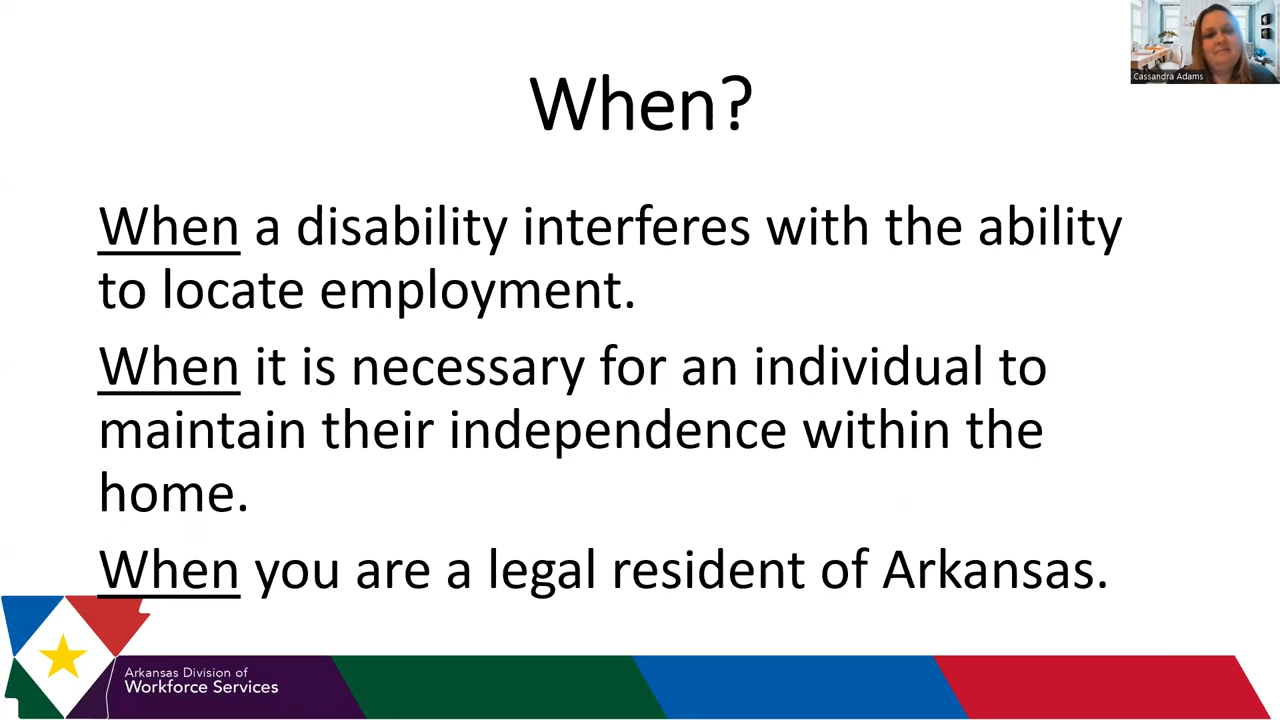 Cassandra Adams
When?
When a disability interferes with the ability
to locate employment.
When it is necessary for an individual to
maintain their independence within the
home.
When you are a legal resident of Arkansas.
Arkansas Division of
Workforce Services